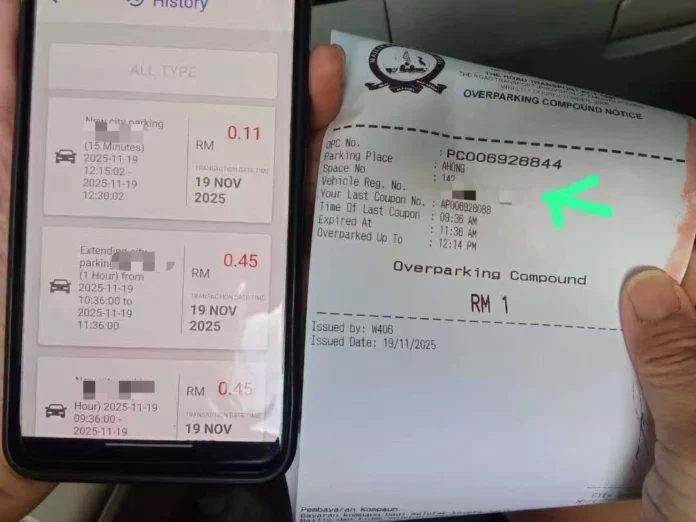 History
ALL TYPE
parking
(15 Minutes)
2025-11-19
12:15:02 -
2025-11-19
12:30:02
RM 0.11
TRANSACTION DATE TIME
19 NOV
2025
Extending city
parking
(1 Hour) from
2025-11-19
10:36:00 to
2025-11-19
11:36:00
RM 0.45
TRANSACTION DATE TIME
19 NOV
2025
Hour) 2025-11-19
09:36:00 -
2025-11-19
RM 0.45
TRANSACTION DATE TIME
19 NOV
2025
THE ROAD TRANSPORT
OVERPARKING COMPOUND NOTICE
OPC No. : PC006928844
Parking Place : AHONG
Space No : 142
Vehicle Reg. No. :
Your Last Coupon No. : AP006928088
Time Of Last Coupon : 09:36 AM
Expired At : 11:36 AM
Overparked Up To : 12:14 PM
Overparking Compound
RM 1
Issued by: W406
Issued Date: 19/11/2025
Pembayaran Kompaun